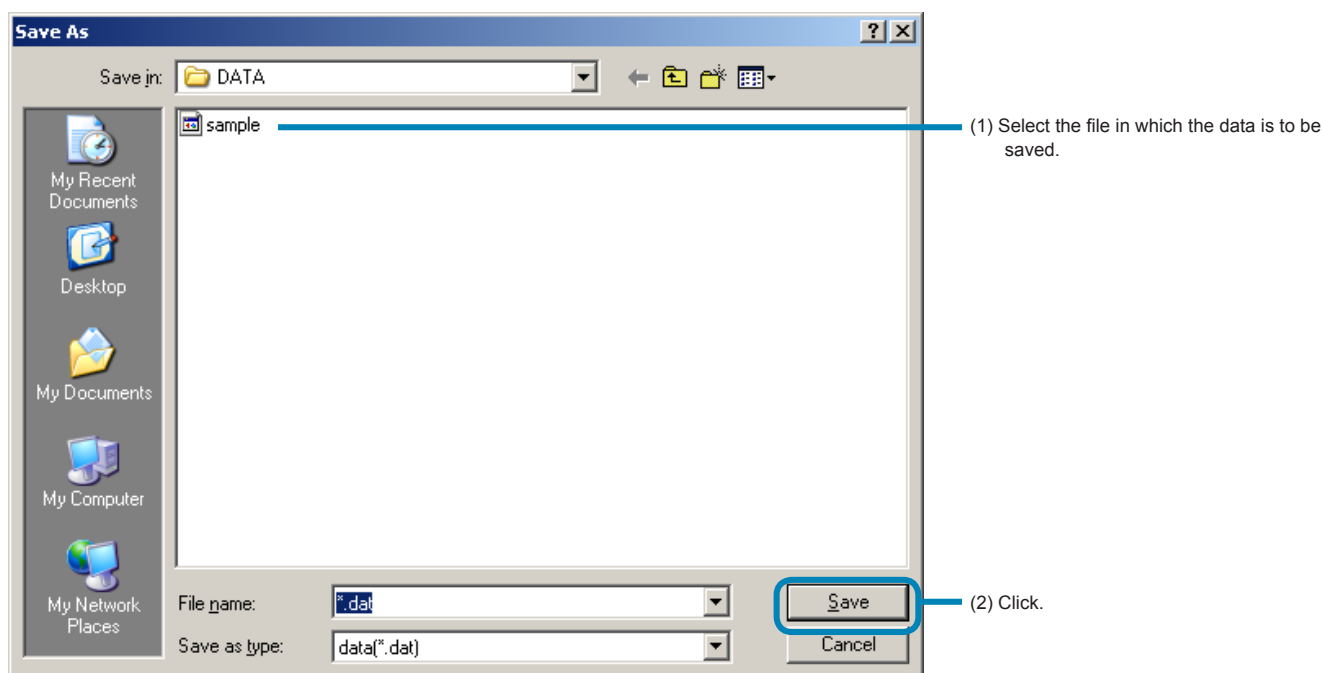 Save As
Save in: DATA
sample
(1) Select the file in which the data is to be
saved.
My Recent
Documents
Desktop
My Documents
My Computer
My Network
Places
File name: *.dat Save
(2) Click.
Save as type: data(*.dat) Cancel